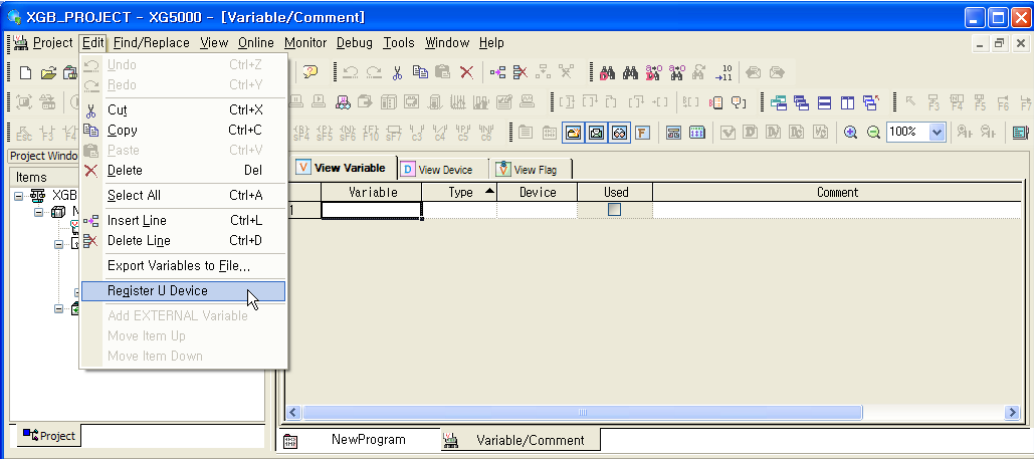 XGB_PROJECT - XG5000 - [Variable/Comment]
Project Edit Find/Replace View Online Monitor Debug Tools Window Help
Undo Ctrl+Z
Redo Ctrl+Y
Cut Ctrl+X
Copy Ctrl+C
Paste Ctrl+V
Delete Del
Select All Ctrl+A
Insert Line Ctrl+L
Delete Line Ctrl+D
Export Variables to File...
Register U Device
Add EXTERNAL Variable
Move Item Up
Move Item Down
100%
Project Windo
Items
XGB
N
View Variable View Device View Flag
Variable Type Device Used Comment
1
Project
NewProgram Variable/Comment